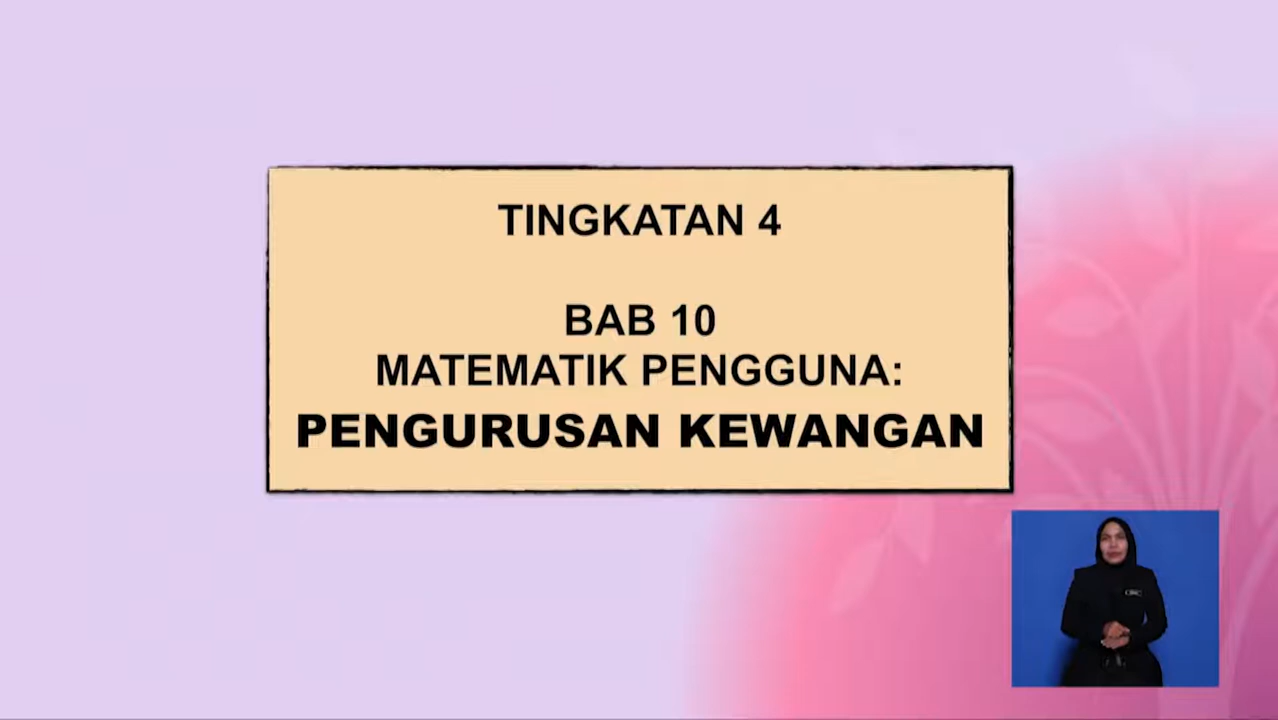 TINGKATAN 4
BAB 10
MATEMATIK PENGGUNA:
PENGURUSAN KEWANGAN